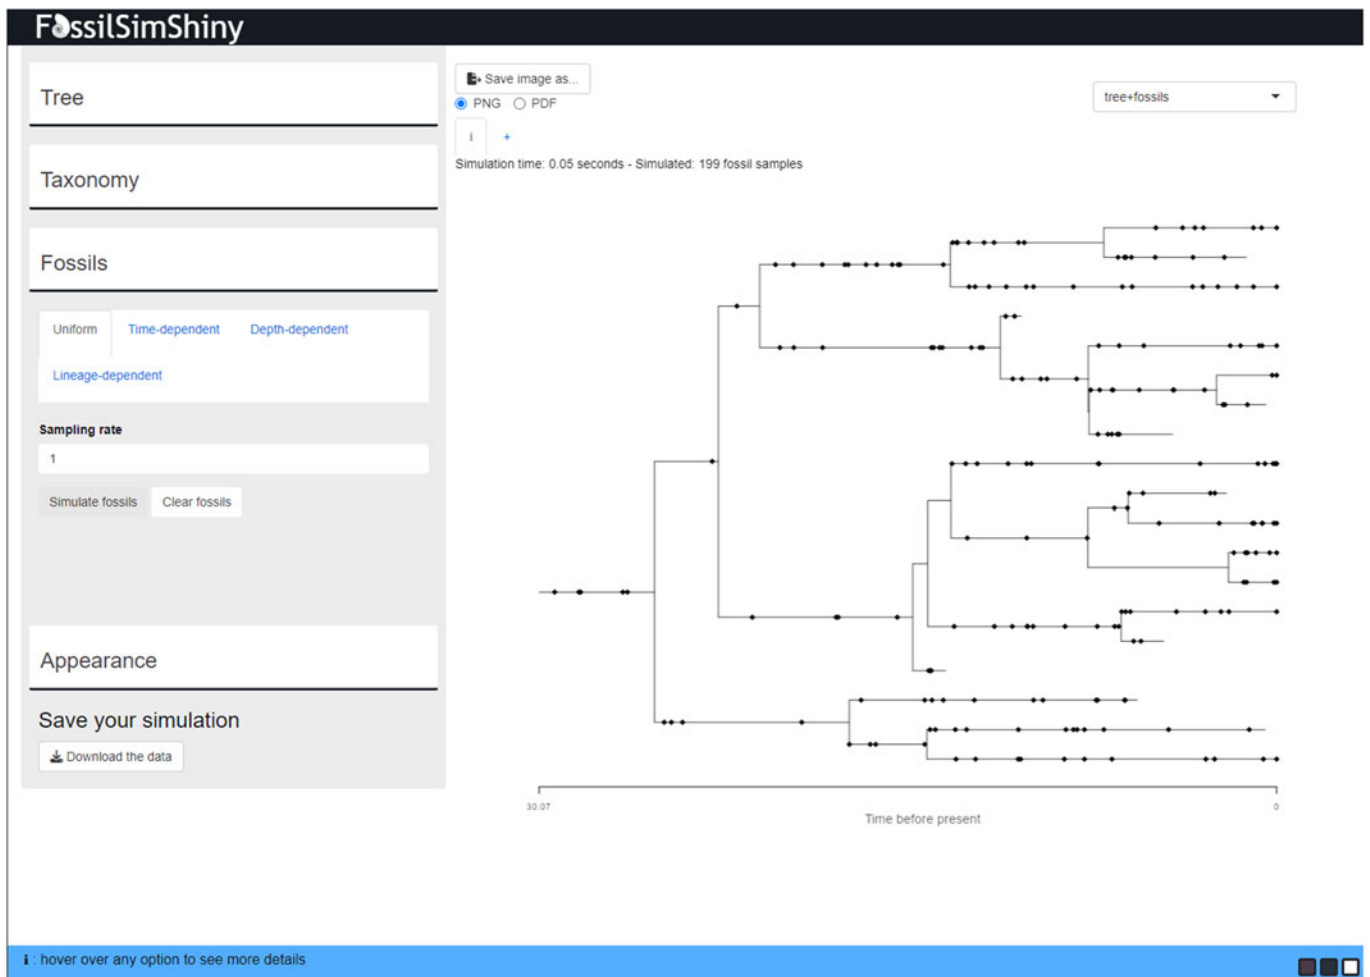 FossilSimShiny
Tree
Taxonomy
Fossils
Uniform Time-dependent Depth-dependent
Lineage-dependent
Sampling rate
1
Simulate fossils Clear fossils
Appearance
Save your simulation
Download the data
Save image as...
PNG PDF
tree+fossils
i +
Simulation time: 0.05 seconds - Simulated: 199 fossil samples
30.07 0
Time before present
i : hover over any option to see more details